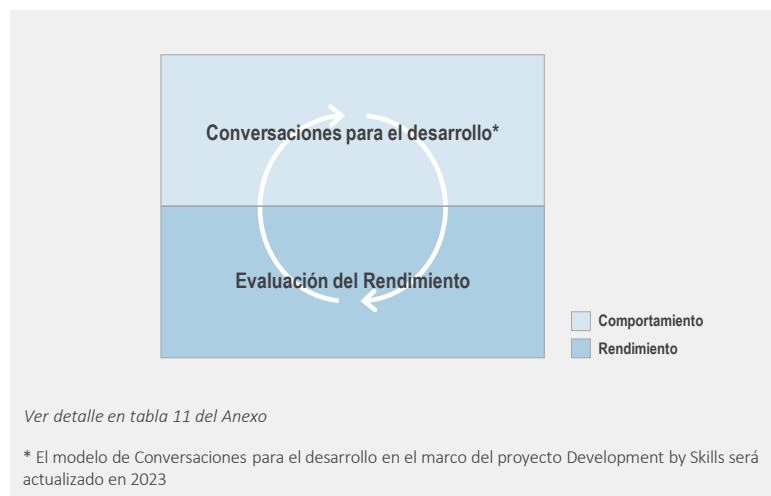 Conversaciones para el desarrollo*
Evaluación del Rendimiento
Comportamiento
Rendimiento
Ver detalle en tabla 11 del Anexo
* El modelo de Conversaciones para el desarrollo en el marco del proyecto Development by Skills será
actualizado en 2023